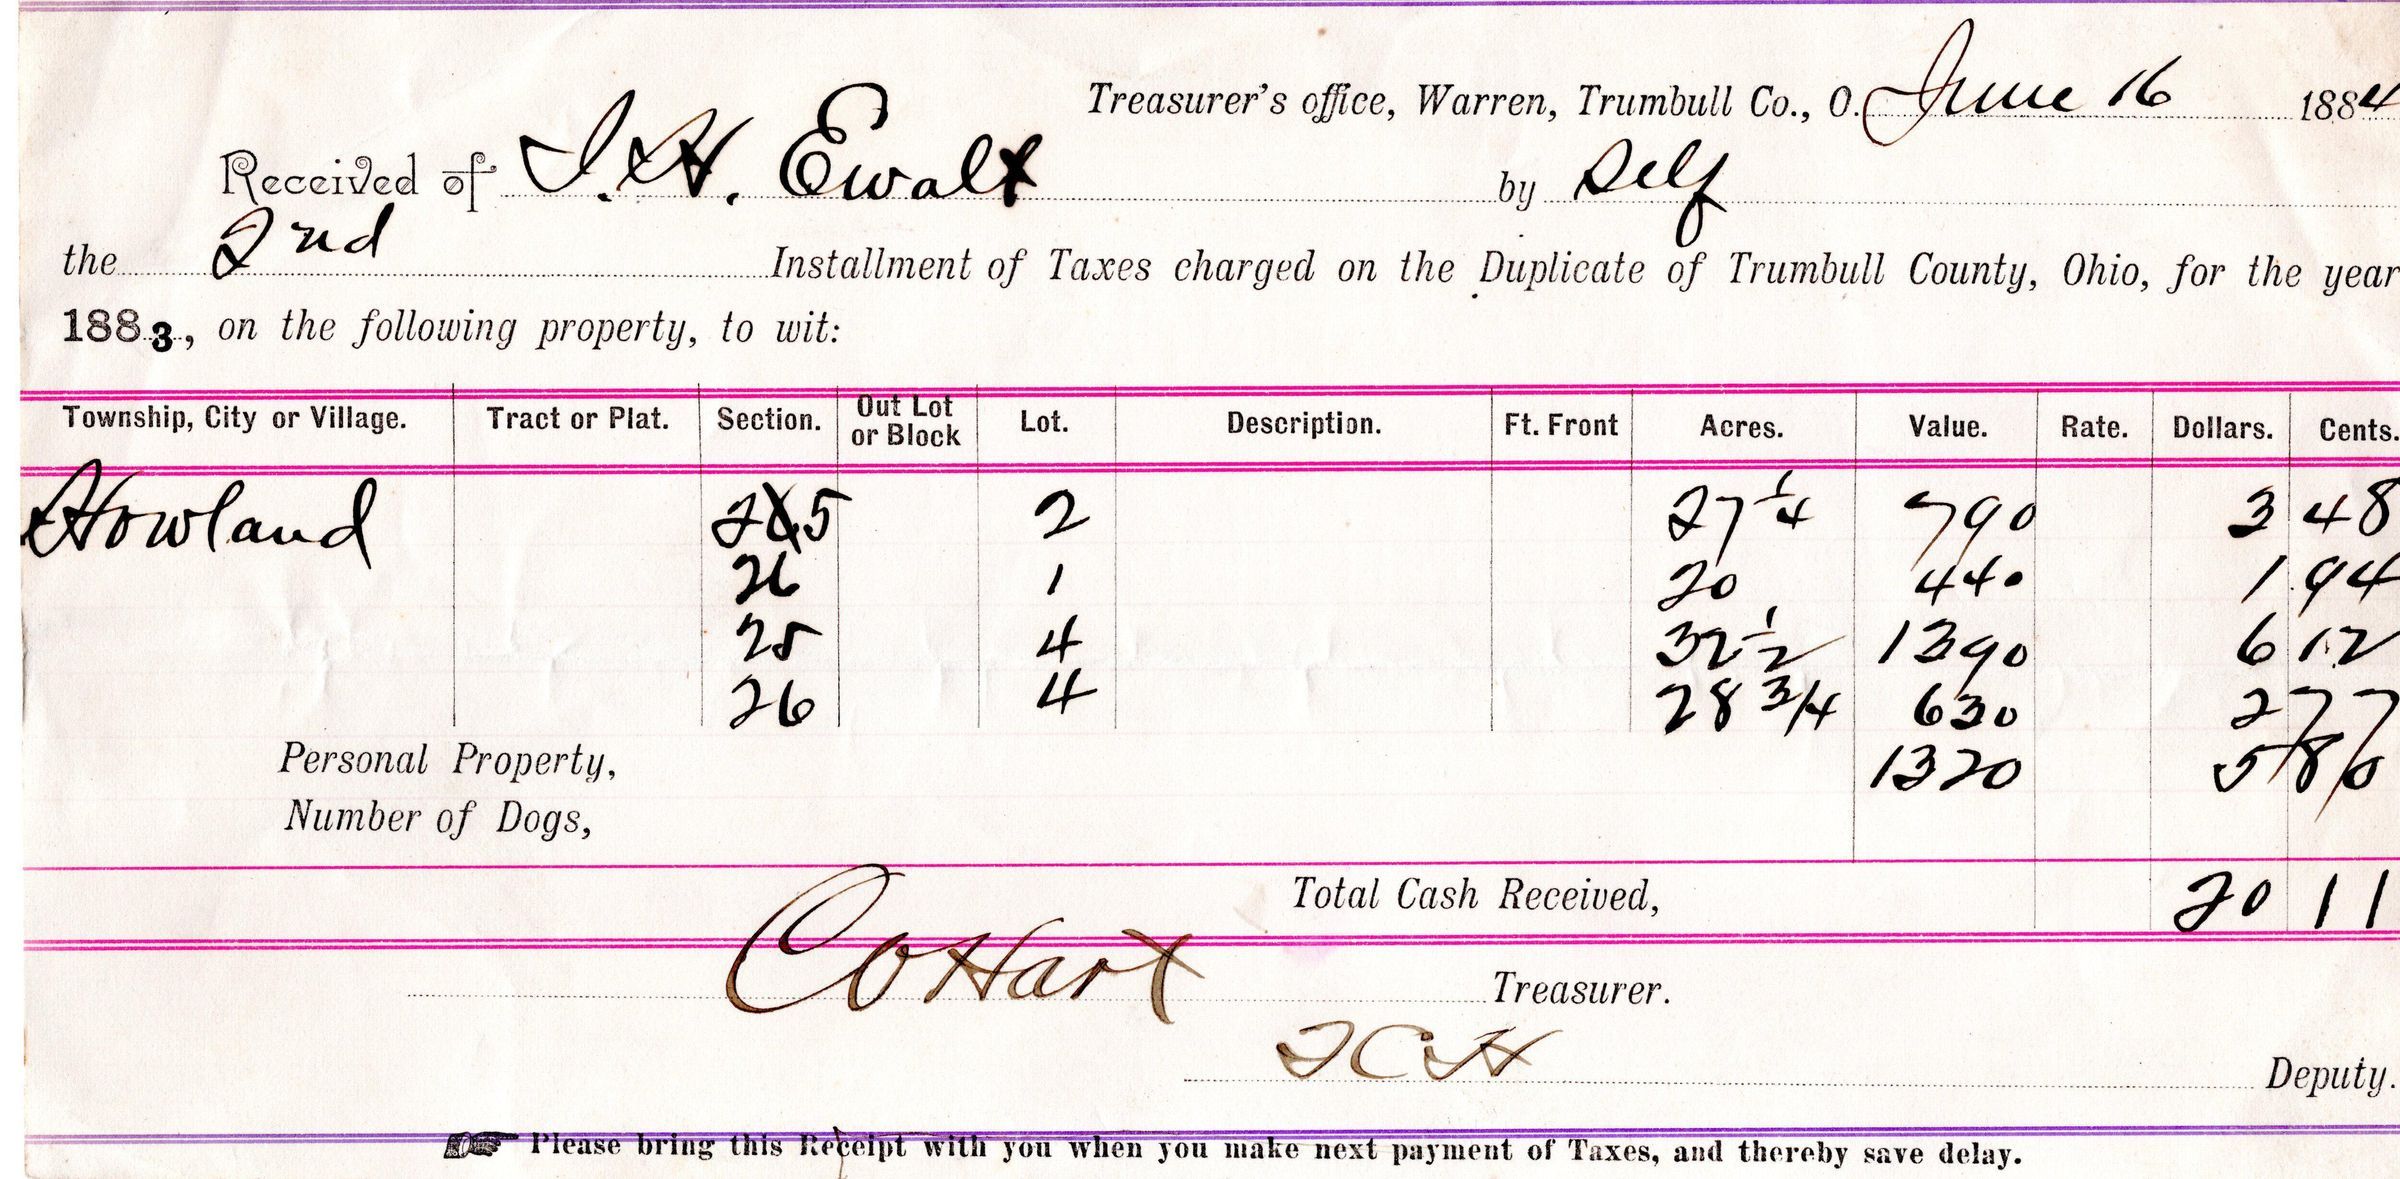 Treasurer's office, Warren, Trumbull Co., O. June 16 1884
Received of J. H. Ewalt by Self
the 2nd Installment of Taxes charged on the Duplicate of Trumbull County, Ohio, for the year
1883, on the following property, to wit:
Township, City or Village. Tract or Plat. Section. Out Lot or Block Lot. Description. Ft. Front Acres. Value. Rate. Dollars. Cents.
Howland 25 2 27 1/4 790 3 48
26 1 20 440 1 94
25 4 32 1/2 1390 6 12
26 4 28 3/4 630 2 77
Personal Property, 1320 5 80
Number of Dogs,
Total Cash Received, 20 11
CO Hart Treasurer.
Deputy.
Please bring this Receipt with you when you make next payment of Taxes, and thereby save delay.